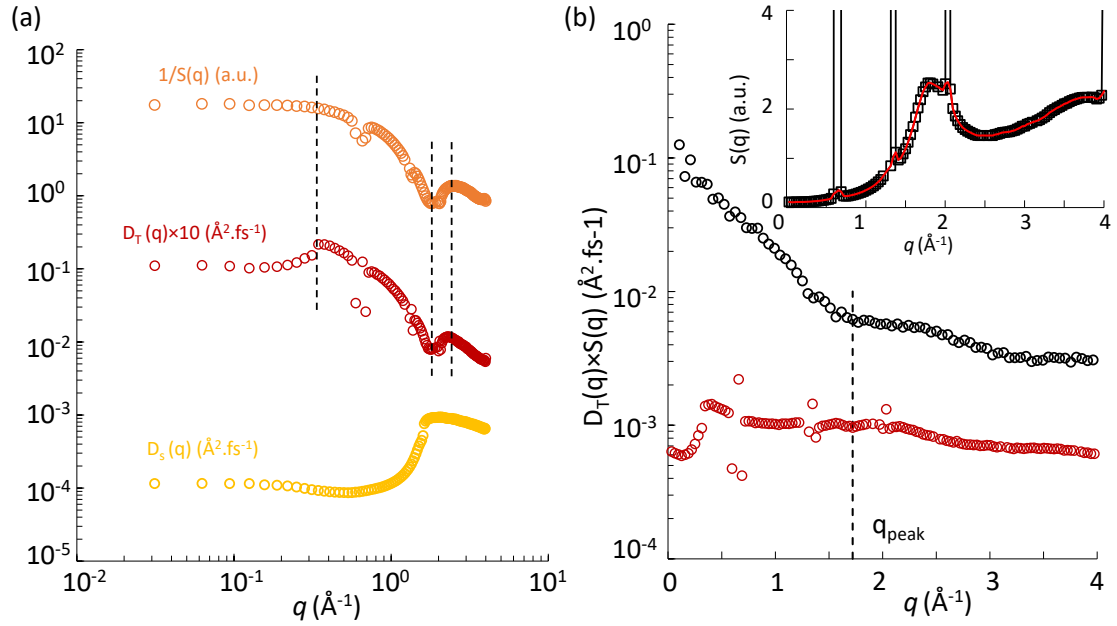 (a)
10²
10¹
10⁰
10⁻¹
10⁻²
10⁻³
10⁻⁴
10⁻⁵
1/S(q) (a.u.)
D_T (q)×10 (Å².fs⁻¹)
D_s (q) (Å².fs⁻¹)
10⁻² 10⁻¹ 10⁰ 10¹
q (Å⁻¹)
(b)
10⁰
10⁻¹
10⁻²
10⁻³
10⁻⁴
D_T(q)×S(q) (Å².fs-1)
4
2
0
S(q) (a.u.)
0 1 2 3 4
q (Å⁻¹)
q_peak
0 1 2 3 4
q (Å⁻¹)